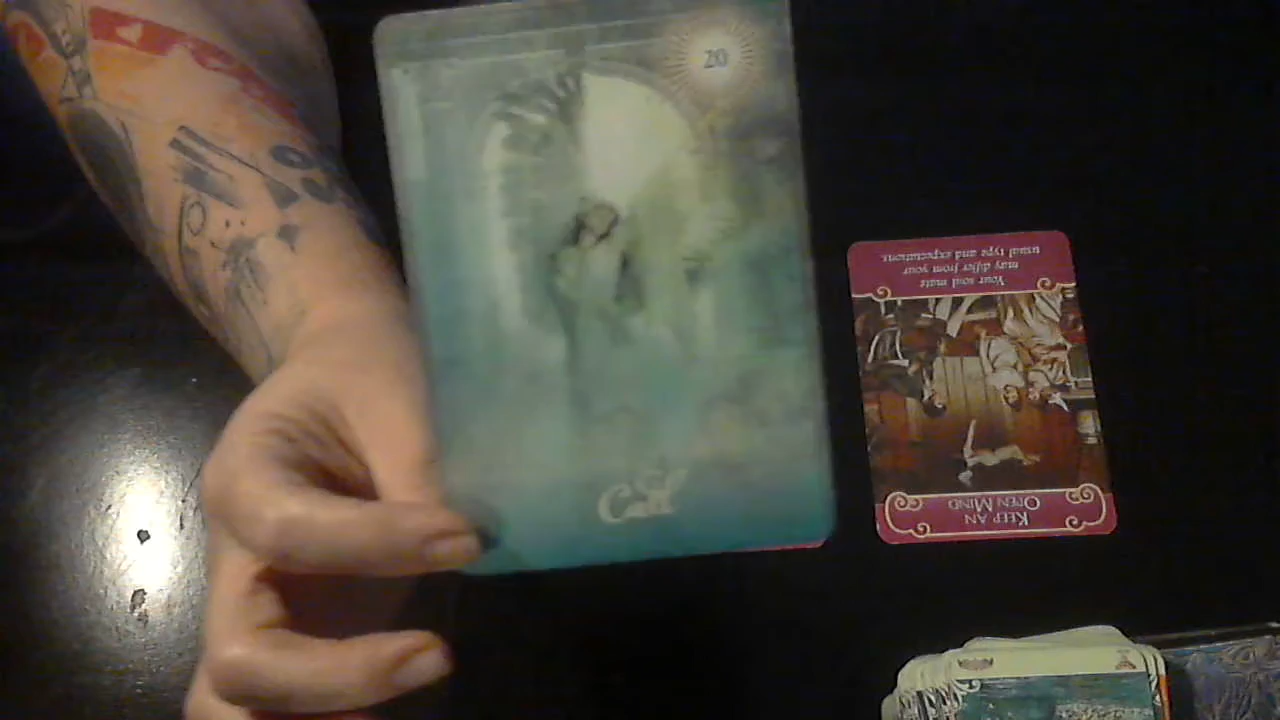 20
Call
Your soul mate
may differ from your
usual type and expectations.
KEEP AN
OPEN MIND